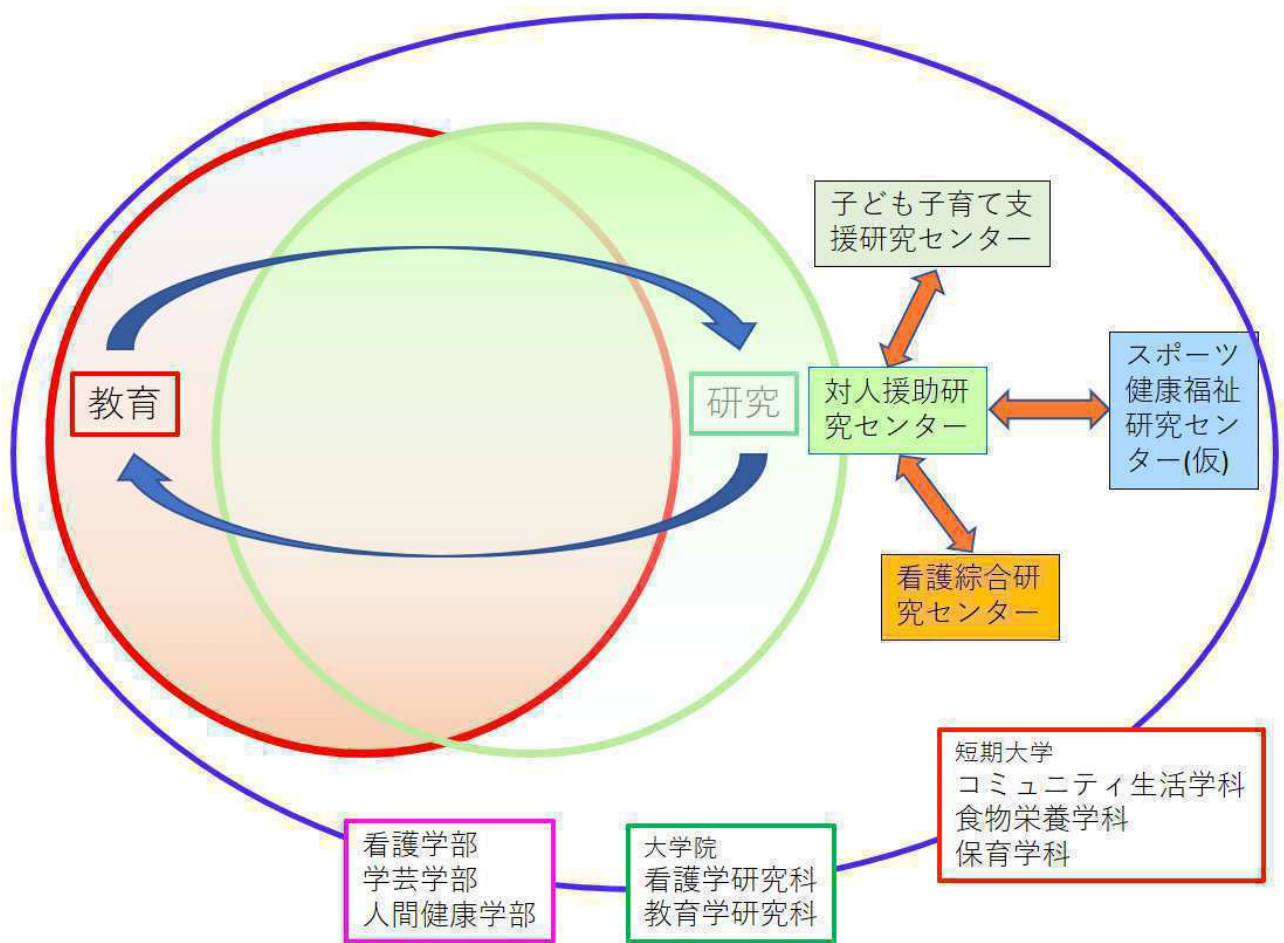 子ども子育て支
援研究センター
教育
研究
対人援助研
究センター
スポーツ
健康福祉
研究セン
ター(仮)
看護綜合研
究センター
短期大学
コミュニティ生活学科
食物栄養学科
保育学科
看護学部
学芸学部
人間健康学部
大学院
看護学研究科
教育学研究科